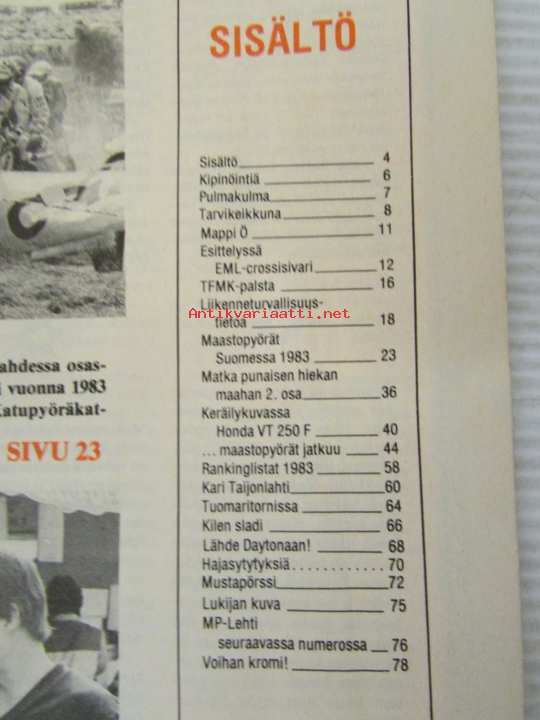 SISÄLTÖ
Sisältö 4
Kipinöintiä 6
Pulmakulma 7
Tarvikeikkuna 8
Mappi Ö 11
Esittelyssä
EML-crossisivari 12
TFMK-palsta 16
Liikenneturvallisuus-
tietoa 18
Antikvariaatti.net
Maastopyörät
Suomessa 1983 23
Matka punaisen hiekan
maahan 2. osa 36
Keräilykuvassa
Honda VT 250 F 40
... maastopyörät jatkuu 44
Rankinglistat 1983 58
Kari Taijonlahti 60
Tuomaritornissa 64
Kilen sladi 66
Lähde Daytonaan! 68
Hajasytytyksiä............ 70
Mustapörssi 72
Lukijan kuva 75
MP-Lehti
seuraavassa numerossa 76
Voihan kromi! 78
ahdessa osas-
i vuonna 1983
Katupyöräkat-
SIVU 23